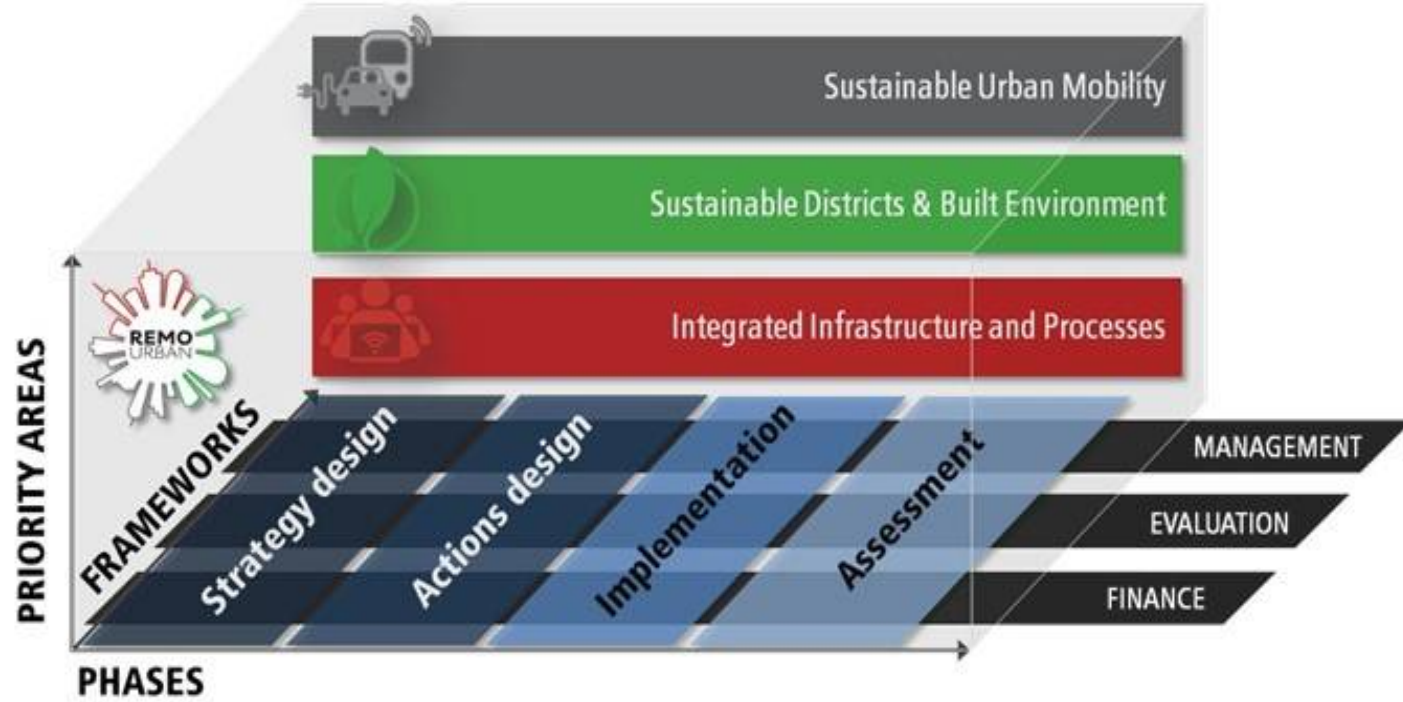 Sustainable Urban Mobility
Sustainable Districts & Built Environment
Integrated Infrastructure and Processes
REMO
URBAN
PRIORITY AREAS
FRAMEWORKS
Strategy design
Actions design
Implementation
Assessment
MANAGEMENT
EVALUATION
FINANCE
PHASES